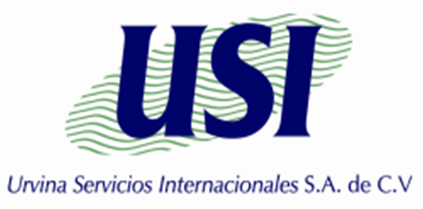 USI
Urvina Servicios Internacionales S.A. de C.V